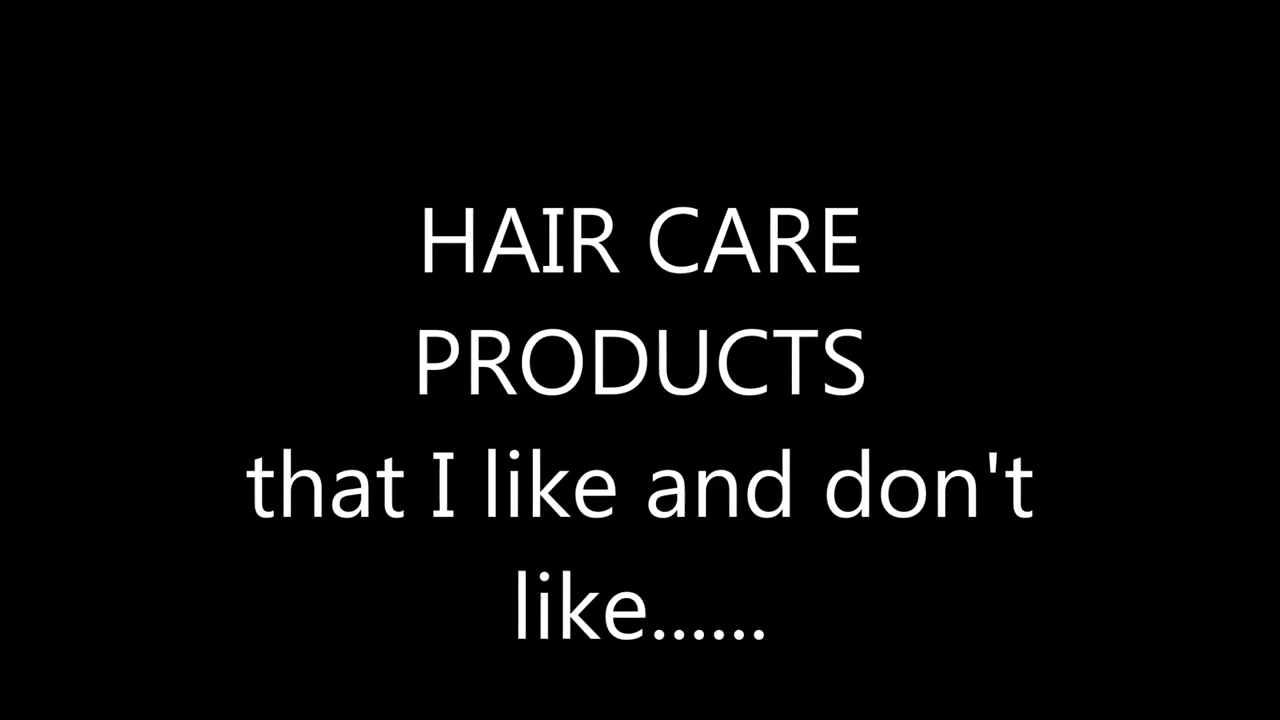 HAIR CARE
PRODUCTS
that I like and don't
like......